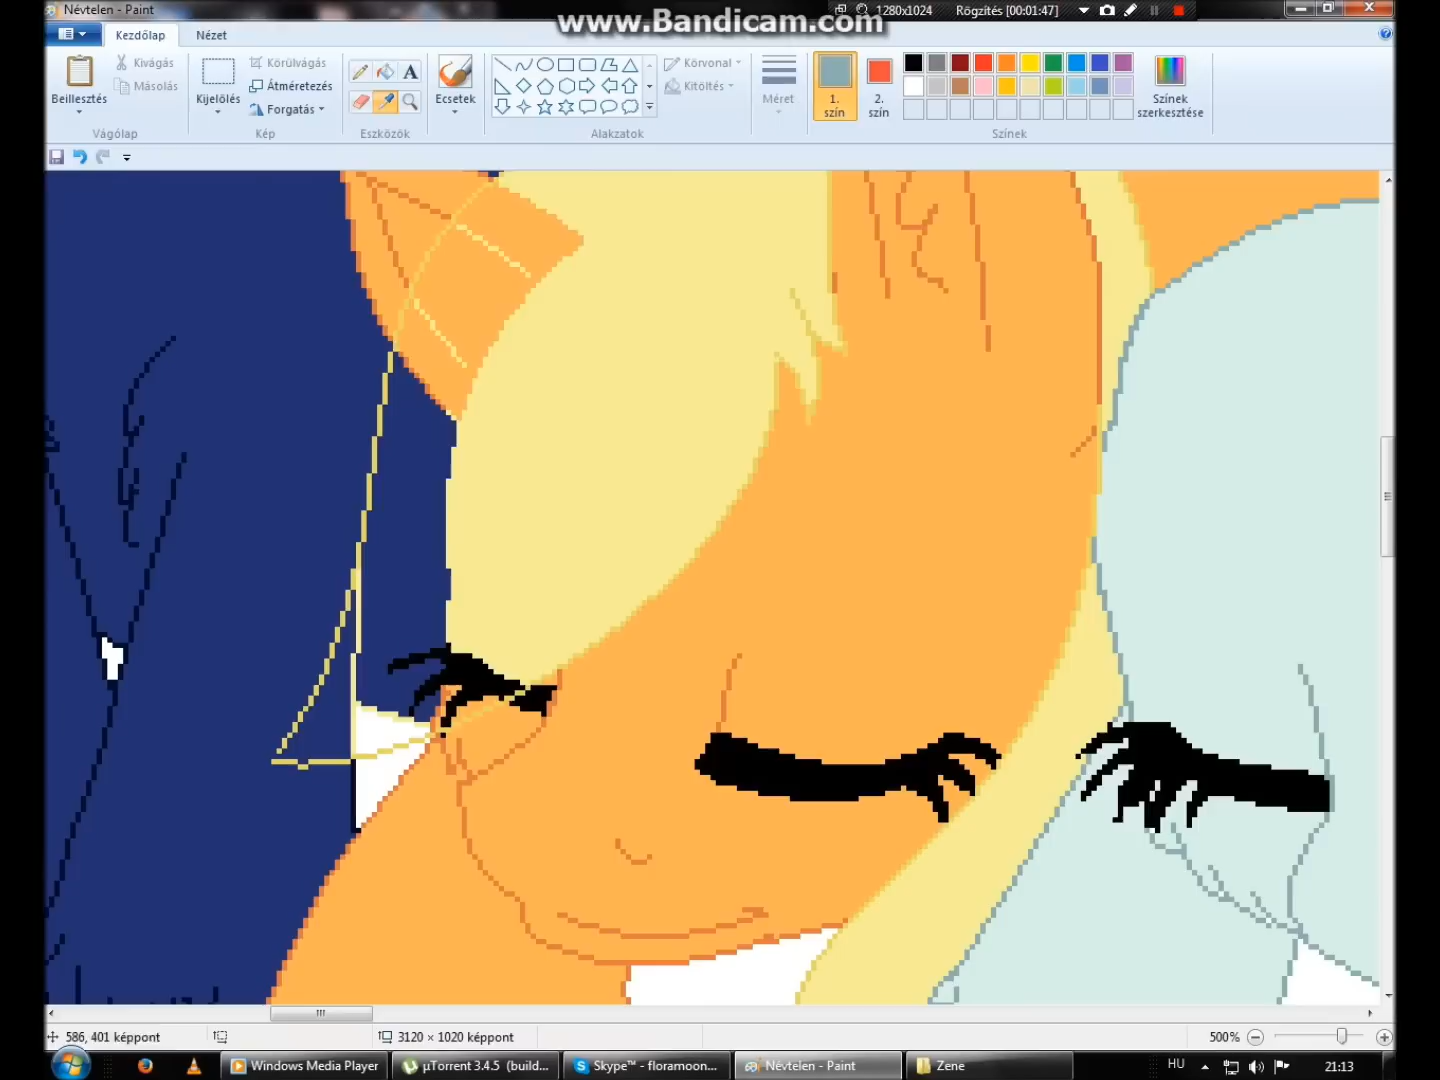 www.Bandicam.com
1280x1024 Rögzítés [00:01:47]
Névtelen - Paint
Kezdőlap Nézet
Beillesztés
Kivágás
Másolás
Vágólap
Kijelölés
Körülvágás
Átméretezés
Forgatás
Kép
A
Eszközök
Ecsetek
Körvonal
Kitöltés
Alakzatok
Méret
1.
szín
2.
szín
Színek
Színek
szerkesztése
586, 401 képpont
3120 × 1020 képpont
500%
Windows Media Player
µTorrent 3.4.5 (build...
Skype™ - floramoon...
Névtelen - Paint
Zene
HU
21:13